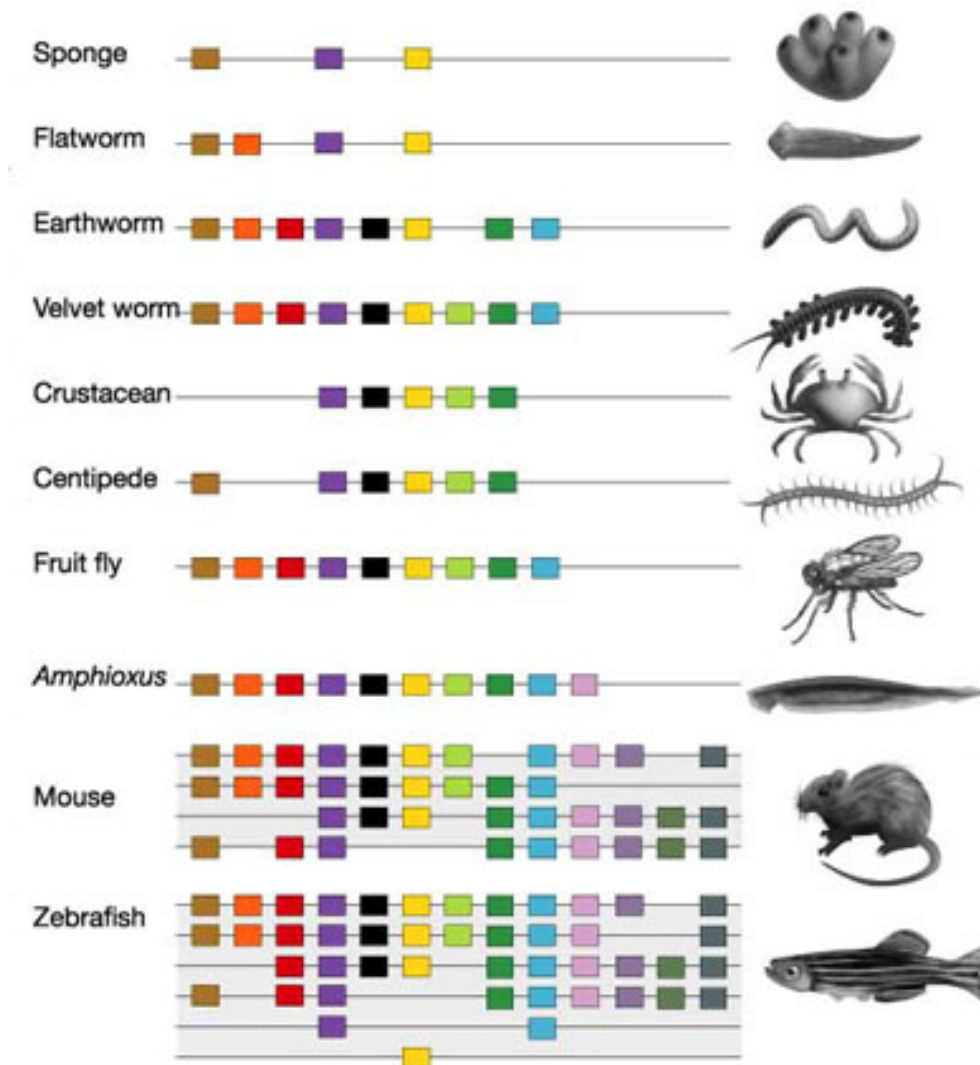 Sponge
Flatworm
Earthworm
Velvet worm
Crustacean
Centipede
Fruit fly
Amphioxus
Mouse
Zebrafish